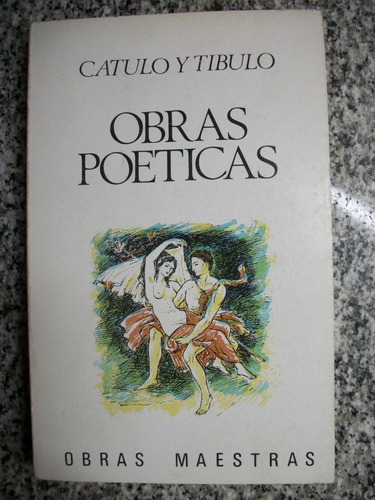 CATULO Y TIBULO
OBRAS
POETICAS
OBRAS MAESTRAS